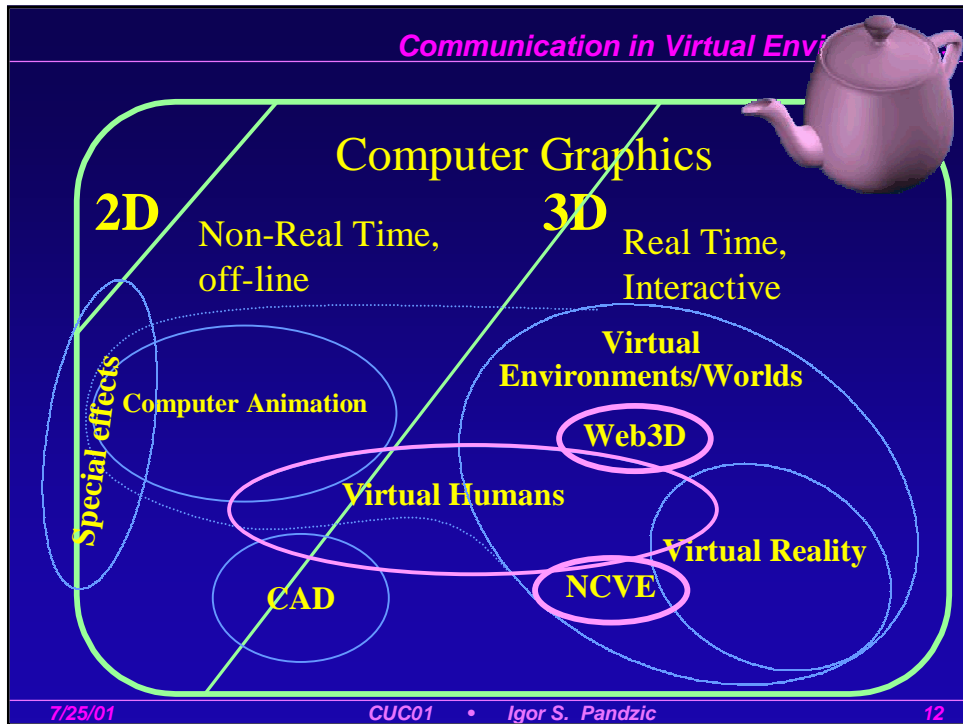 Communication in Virtual
Computer Graphics
2D
3D
Non-Real Time,
off-line
Real Time,
Interactive
Virtual
Environments/Worlds
Special effects
Computer Animation
Web3D
Virtual Humans
Virtual Reality
NCVE
CAD
7/25/01
CUC01 • Igor S. Pandzic
12